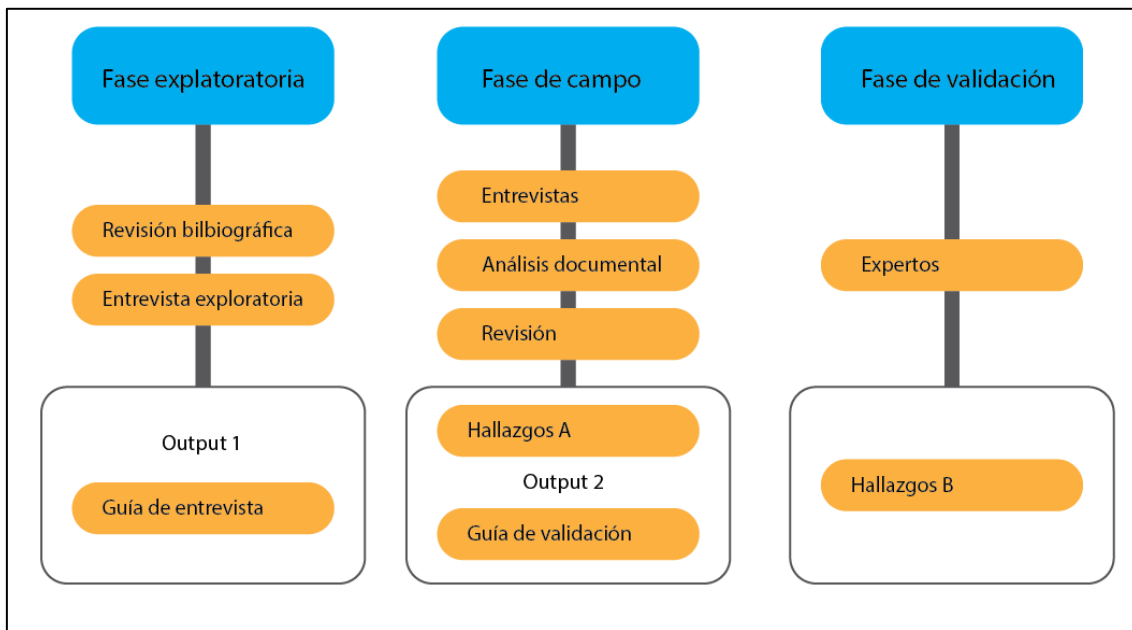 Fase explatoratoria
Revisión bilbiográfica
Entrevista exploratoria
Output 1
Guía de entrevista
Fase de campo
Entrevistas
Análisis documental
Revisión
Hallazgos A
Output 2
Guía de validación
Fase de validación
Expertos
Hallazgos B